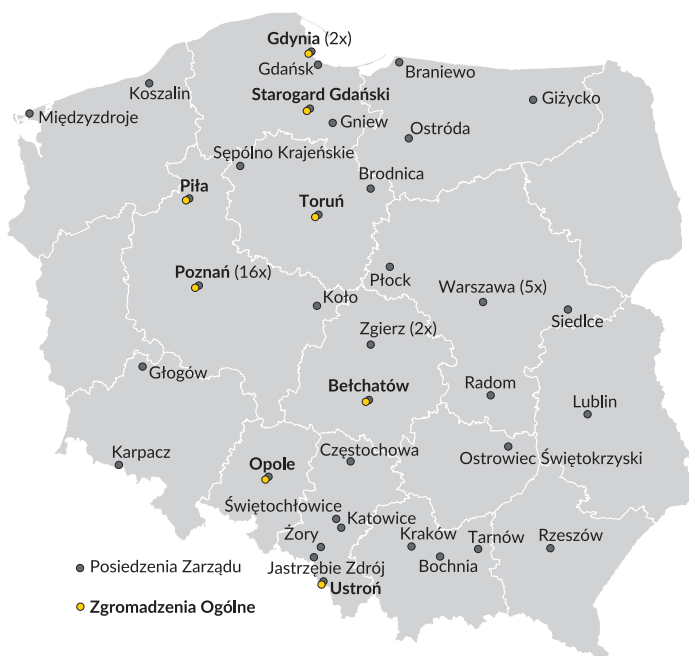 Gdynia (2x)
Gdańsk
Braniewo
Koszalin
Starogard Gdański
Giżycko
Międzyzdroje
Gniew
Ostróda
Sępólno Krajeńskie
Brodnica
Piła
Toruń
Poznań (16x)
Płock
Koło
Warszawa (5x)
Siedlce
Zgierz (2x)
Głogów
Bełchatów
Radom
Lublin
Karpacz
Częstochowa
Ostrowiec Świętokrzyski
Opole
Świętochłowice
Katowice
Żory
Kraków
Tarnów
Rzeszów
Bochnia
Jastrzębie Zdrój
Ustroń
Posiedzenia Zarządu
Zgromadzenia Ogólne